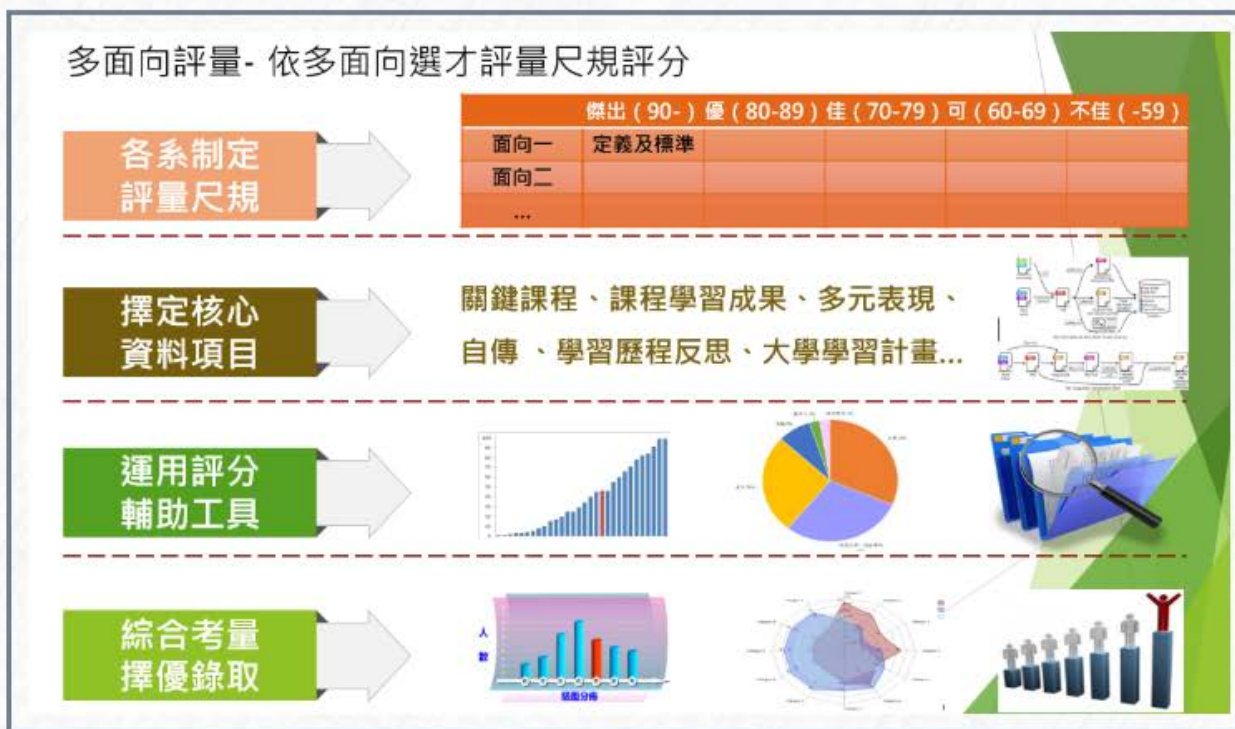 多面向評量- 依多面向選才評量尺規評分
各系制定
評量尺規
傑出(90-) 優(80-89) 佳(70-79) 可(60-69) 不佳(-59)
面向一 定義及標準
面向二
...
擇定核心
資料項目
關鍵課程、課程學習成果、多元表現、
自傳 、學習歷程反思、大學學習計畫...
運用評分
輔助工具
綜合考量
擇優錄取
人
數